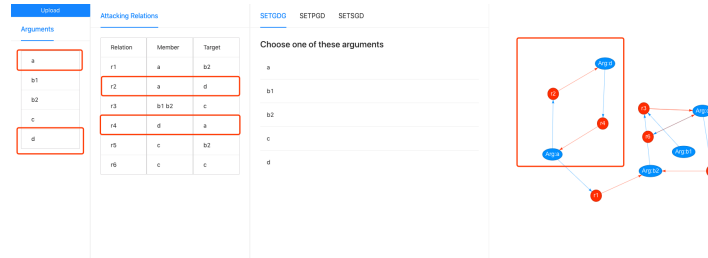 Upload
Arguments
a
b1
b2
c
d
Attacking Relations
Relation Member Target
r1 a b2
r2 a d
r3 b1 b2 c
r4 d a
r5 c b2
r6 c c
SETGDG SETPGD SETSGD
Choose one of these arguments
a
b1
b2
c
d
Arg:d
r2
r3
r4
r6
Arg:a
Arg:b1
Arg:b2
r1